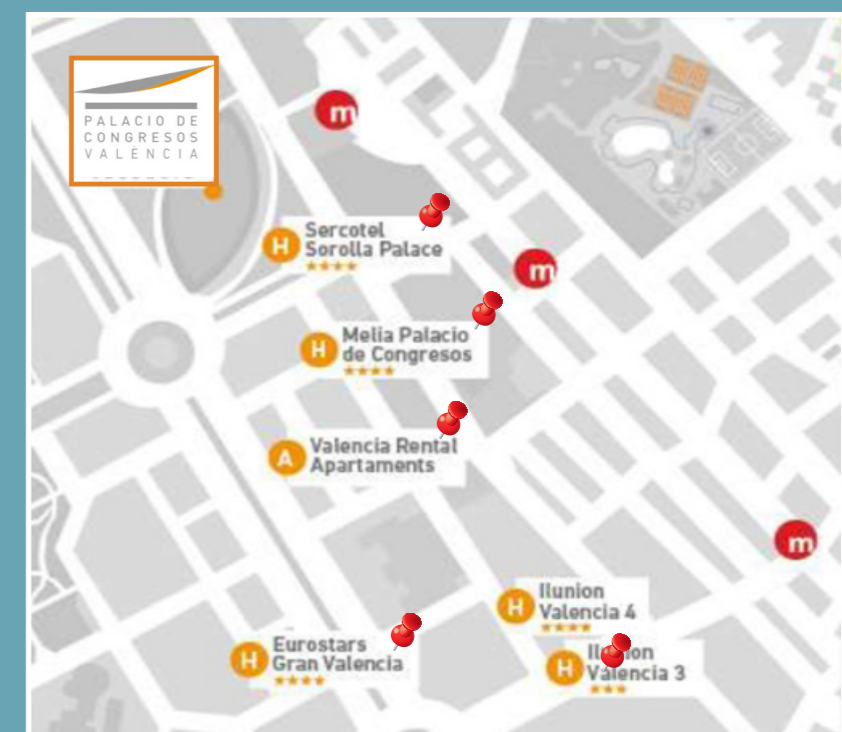 PALACIO DE
CONGRESOS
VALÈNCIA
m
H
Sercotel
Sorolla Palace
m
H
Melia Palacio
de Congresos
A
Valencia Rental
Apartaments
m
H
Ilunion
Valencia 4
H
Eurostars
Gran Valencia
H
Valencia 3